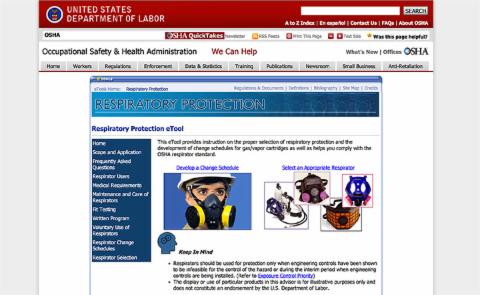 UNITED STATES
DEPARTMENT OF LABOR
SEARCH
A to Z Index | En español | Contact Us | FAQs | About OSHA
OSHA
OSHA QuickTakes Newsletter RSS Feeds Print This Page Text Size Was this page helpful?
Occupational Safety & Health Administration We Can Help
What's New | Offices OSHA
Home Workers Regulations Enforcement Data & Statistics Training Publications Newsroom Small Business Anti-Retaliation
eTools Home: Respiratory Protection
Regulations & Documents | Definitions | Bibliography | Site Map | Credits
RESPIRATORY PROTECTION
Respiratory Protection eTool
Home
Scope and Application
Frequently Asked
Questions
Respirator Users
Medical Requirements
Maintenance and Care of
Respirators
Fit Testing
Written Program
Voluntary Use of
Respirators
Respirator Change
Schedules
Respirator Selection
This eTool provides instruction on the proper selection of respiratory protection and the
development of change schedules for gas/vapor cartridges as well as helps you comply with the
OSHA respirator standard.
Develop a Change Schedule
Select an Appropriate Respirator
Keep In Mind
• Respirators should be used for protection only when engineering controls have been shown
to be infeasible for the control of the hazard or during the interim period when engineering
controls are being installed. (Refer to Exposure Control Priority)
• The display or use of particular products in this advisor is for illustrative purposes only and
does not constitute an endorsement by the U.S. Department of Labor.